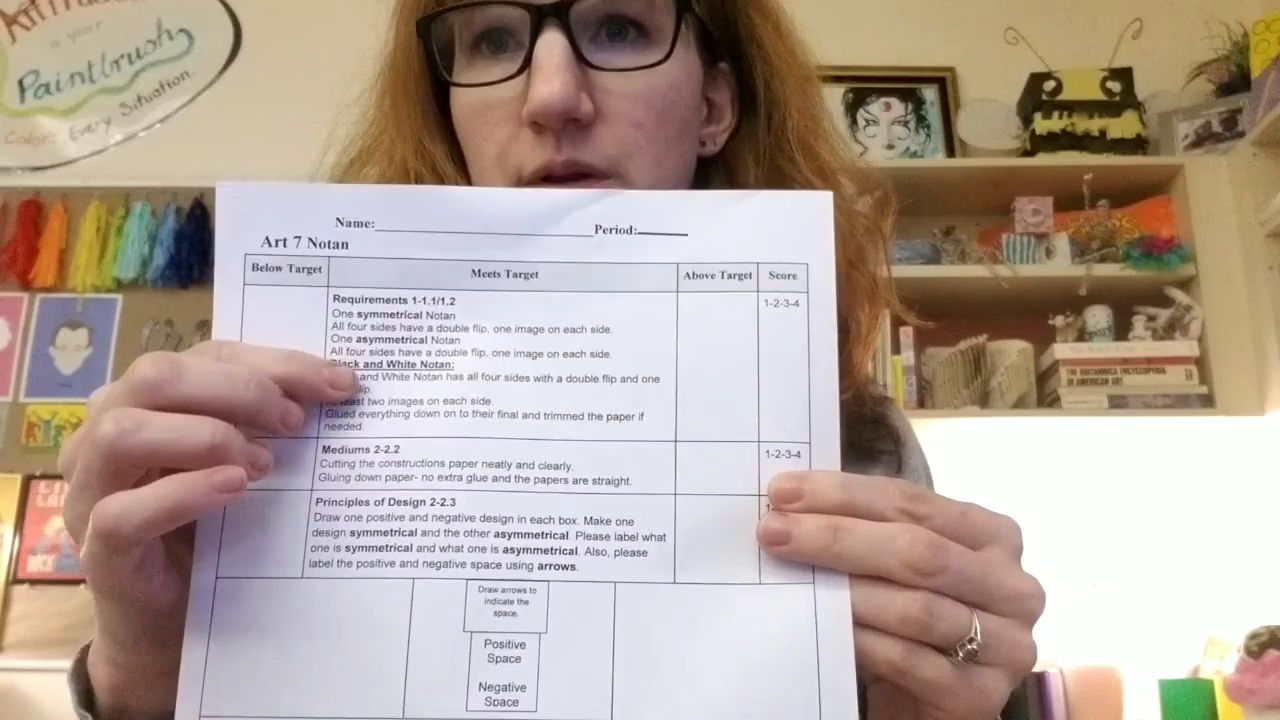 is your
Paintbrush
Color Every Situation.
Name: Period:
Art 7 Notan
Below Target Meets Target Above Target Score
Requirements 1-1.1/1.2
One symmetrical Notan
All four sides have a double flip, one image on each side.
One asymmetrical Notan
All four sides have a double flip, one image on each side.
Black and White Notan:
and White Notan has all four sides with a double flip and one
two images on each side.
Glued everything down on to their final and trimmed the paper if
needed.
1-2-3-4
Mediums 2-2.2
Cutting the constructions paper neatly and clearly.
Gluing down paper- no extra glue and the papers are straight.
1-2-3-4
Principles of Design 2-2.3
Draw one positive and negative design in each box. Make one
design symmetrical and the other asymmetrical. Please label what
one is symmetrical and what one is asymmetrical. Also, please
label the positive and negative space using arrows.
Draw arrows to
indicate the
space.
Positive
Space
Negative
Space
THE BRITANNICA ENCYCLOPEDIA
OF AMERICAN ART